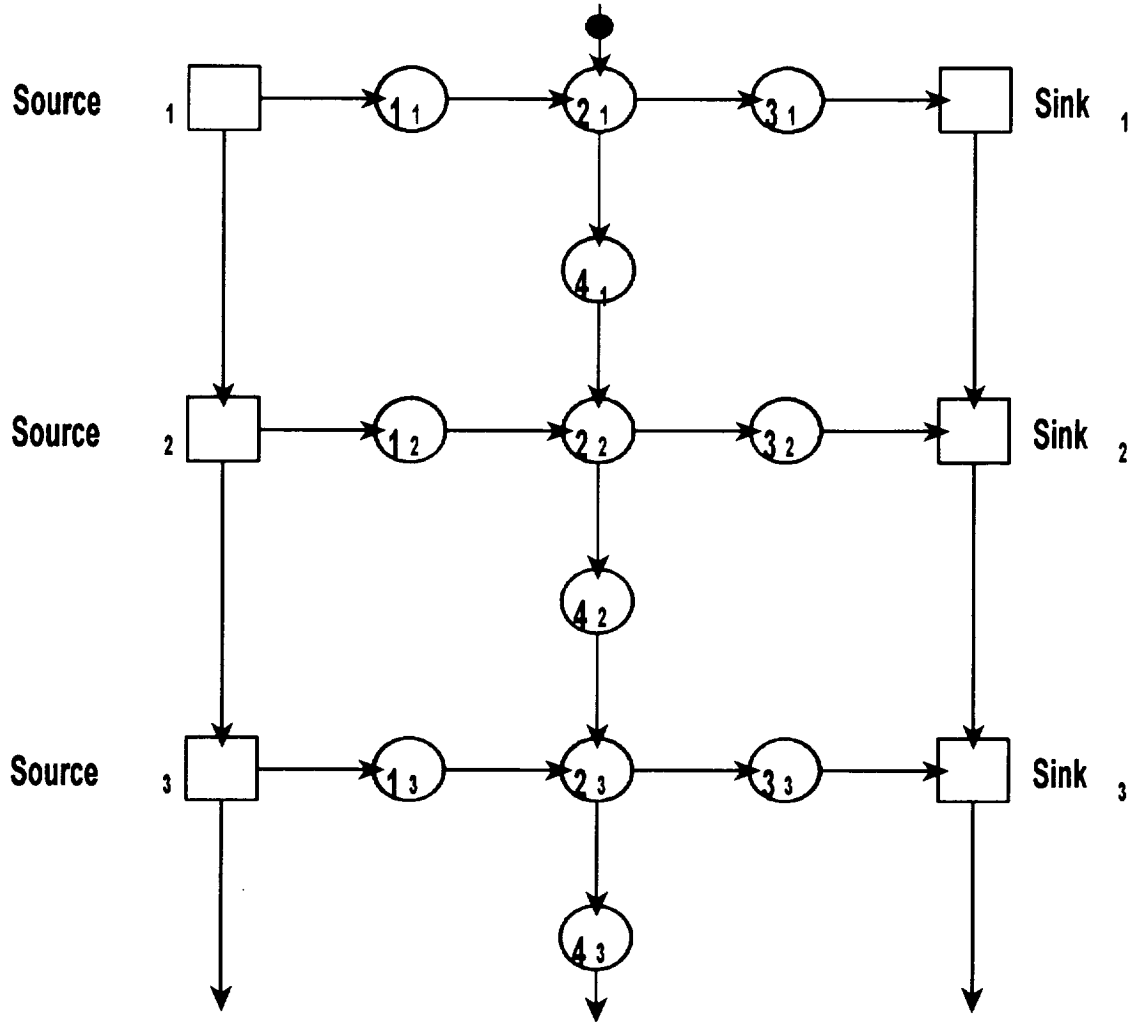 Source 1 1 1 2 1 3 1 Sink 1
4 1
Source 2 1 2 2 2 3 2 Sink 2
4 2
Source 3 1 3 2 3 3 3 Sink 3
4 3